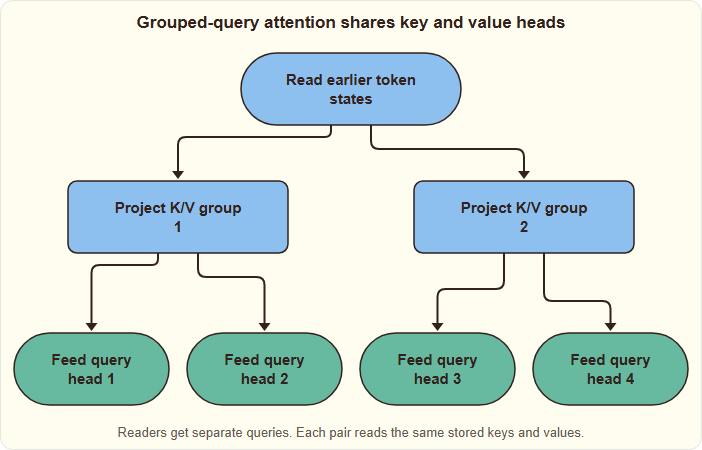 Grouped-query attention shares key and value heads
Read earlier token
states
Project K/V group
1
Project K/V group
2
Feed query
head 1
Feed query
head 2
Feed query
head 3
Feed query
head 4
Readers get separate queries. Each pair reads the same stored keys and values.